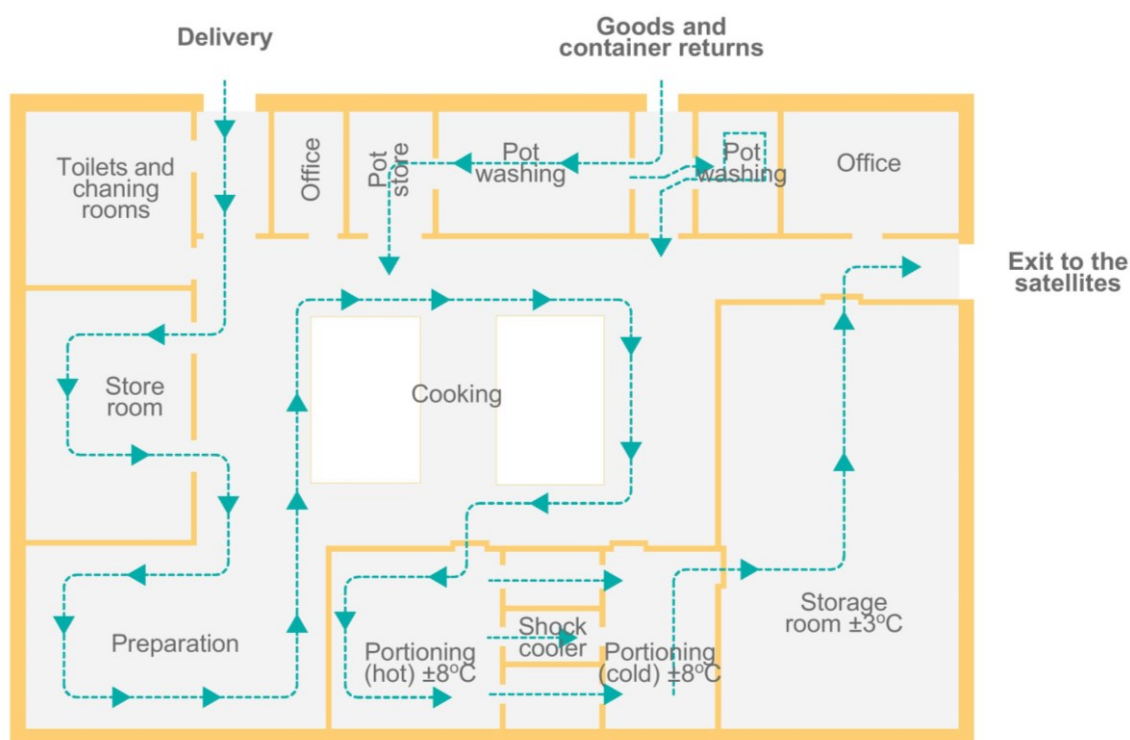 Delivery
Goods and
container returns
Toilets and
chaning
rooms
Office
Pot
store
Pot
washing
Pot
washing
Office
Exit to the
satellites
Store
room
Cooking
Preparation
Portioning
(hot) ±8ºC
Shock
cooler
Portioning
(cold) ±8ºC
Storage
room ±3ºC